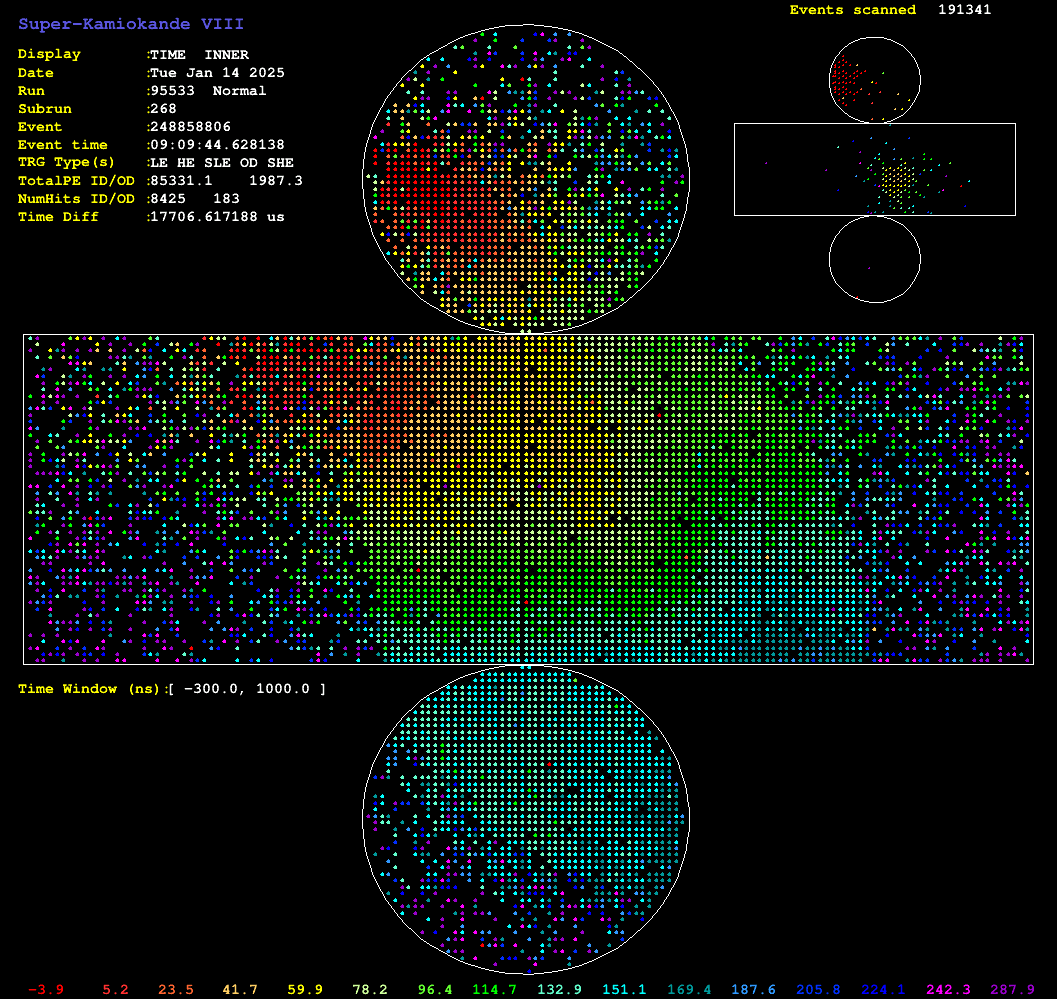 Super-Kamiokande VIII
Events scanned 191341
Display :TIME INNER
Date :Tue Jan 14 2025
Run :95533 Normal
Subrun :268
Event :248858806
Event time :09:09:44.628138
TRG Type(s) :LE HE SLE OD SHE
TotalPE ID/OD :85331.1 1987.3
NumHits ID/OD :8425 183
Time Diff :17706.617188 us
Time Window (ns):[ -300.0, 1000.0 ]
-3.9 5.2 23.5 41.7 59.9 78.2 96.4 114.7 132.9 151.1 169.4 187.6 205.8 224.1 242.3 287.9